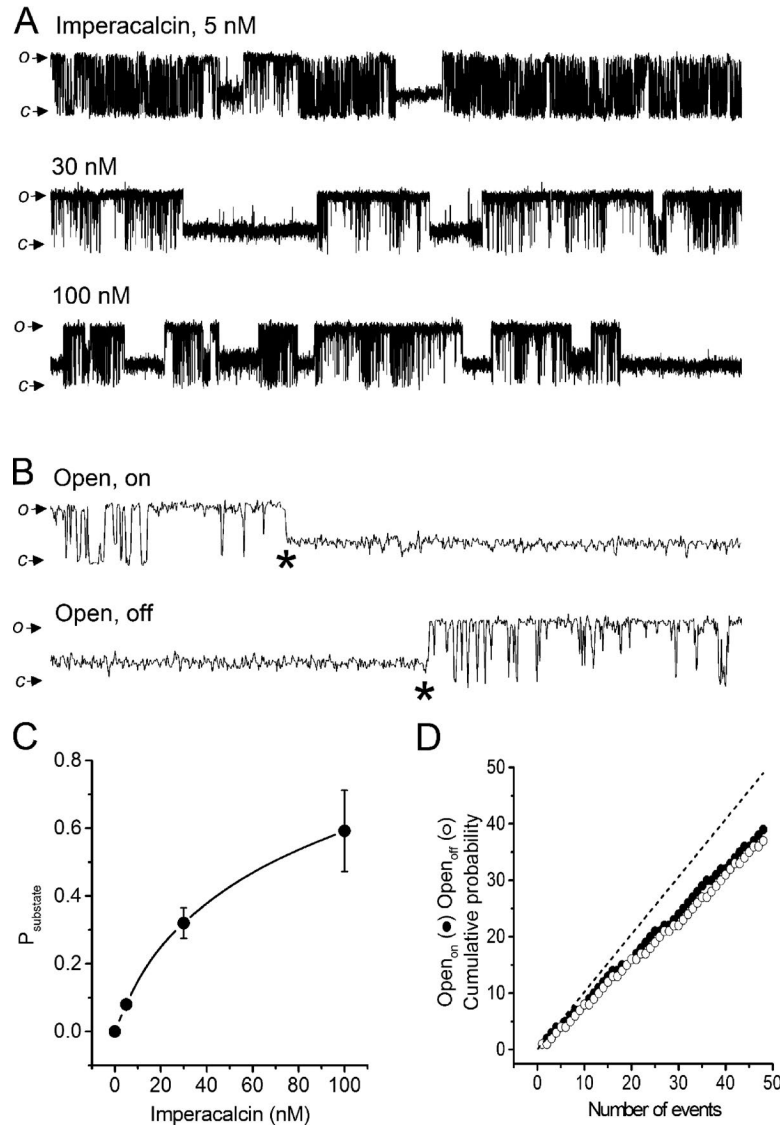 A
Imperacalcin, 5 nM
o
c
30 nM
o
c
100 nM
o
c
B
Open, on
o
c
*
Open, off
o
c
*
C
0.8
0.6
0.4
0.2
0.0
P substrate
0 20 40 60 80 100
Imperacalcin (nM)
D
50
40
30
20
10
0
Open on (●) Open off (○)
Cumulative probability
0 10 20 30 40 50
Number of events